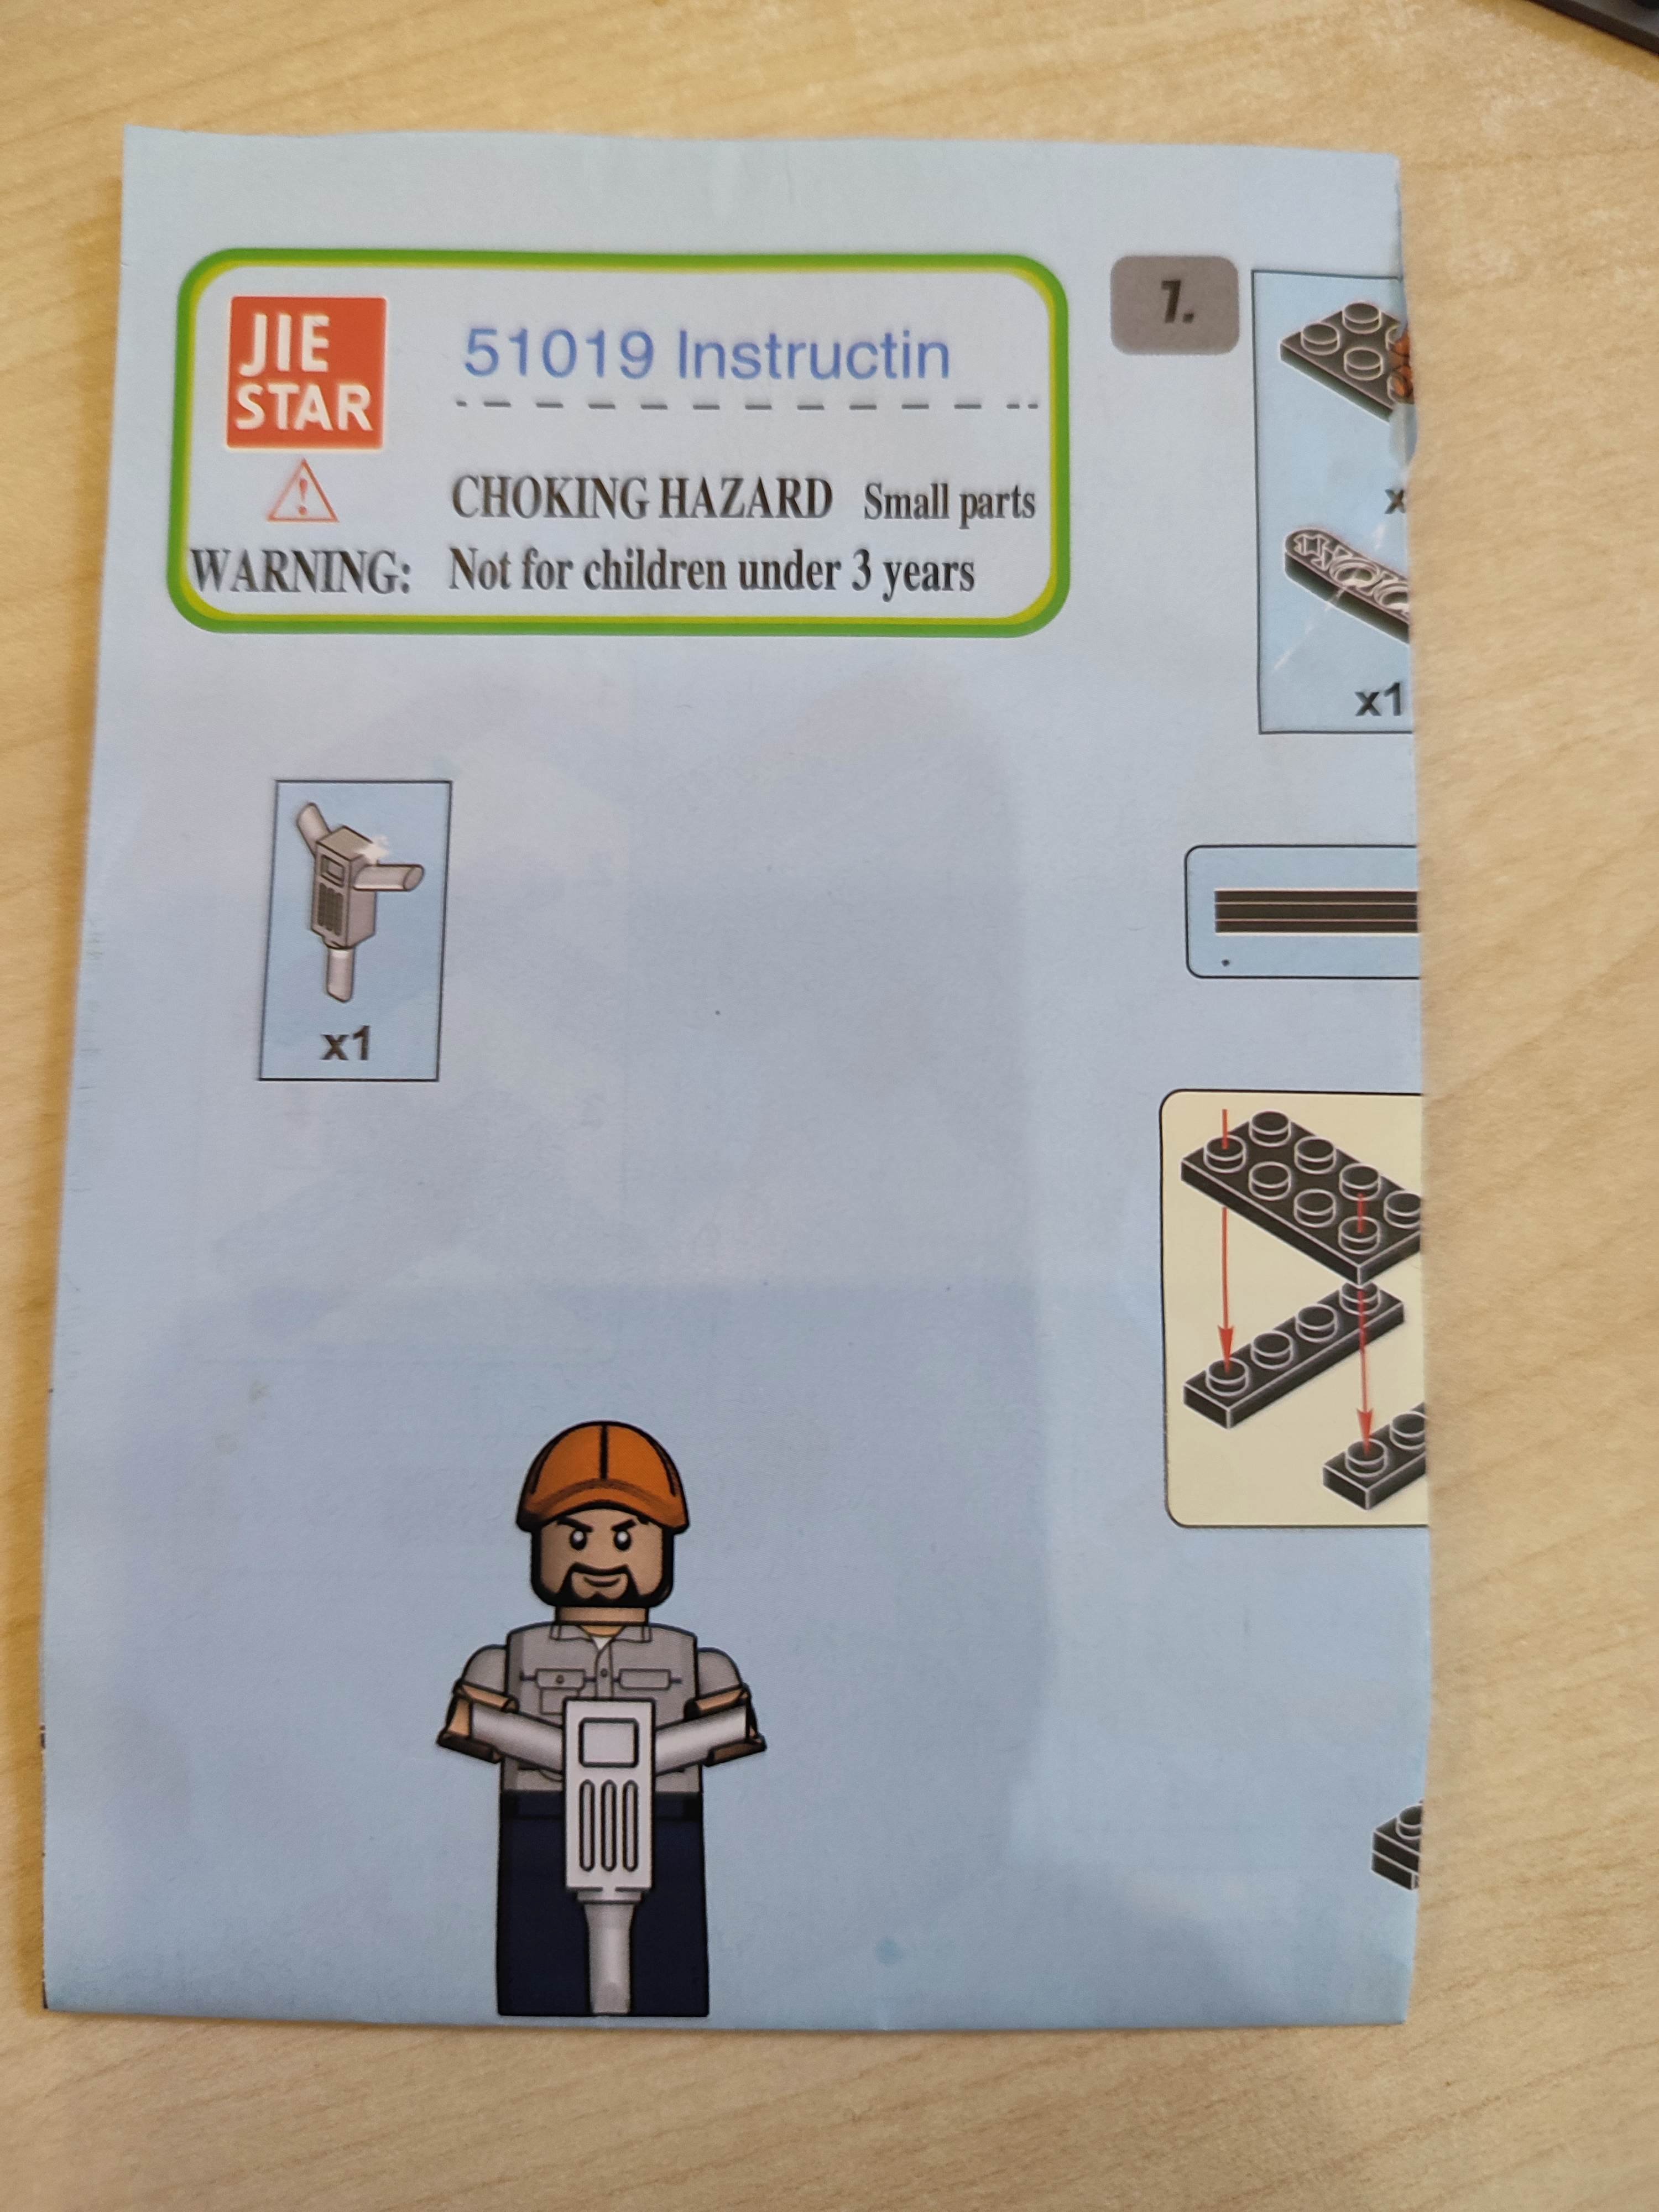 JIE
STAR
51019 Instructin
CHOKING HAZARD Small parts
WARNING: Not for children under 3 years
1.
x1
x1